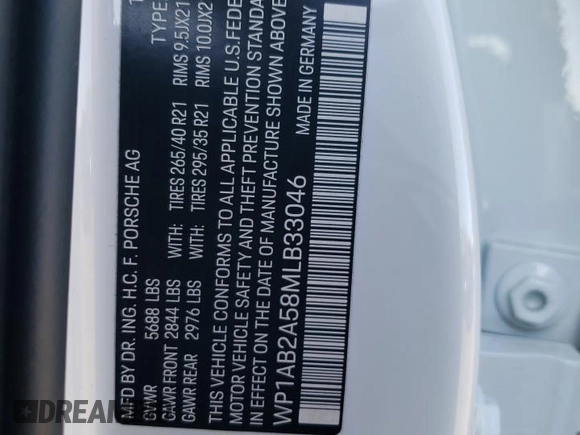 MFD BY DR. ING. H.C. F. PORSCHE AG
GVWR 5688 LBS
GAWR FRONT 2844 LBS WITH: TIRES 265/40 R21 RIMS 9.5JX21
GAWR REAR 2976 LBS WITH: TIRES 295/35 R21 RIMS 10.0JX2
THIS VEHICLE CONFORMS TO ALL APPLICABLE U.S. FEDE
MOTOR VEHICLE SAFETY AND THEFT PREVENTION STANDA
IN EFFECT ON THE DATE OF MANUFACTURE SHOWN ABOVE
WP1AB2A58MLB33046 MADE IN GERMANY
TYPE
DREAM